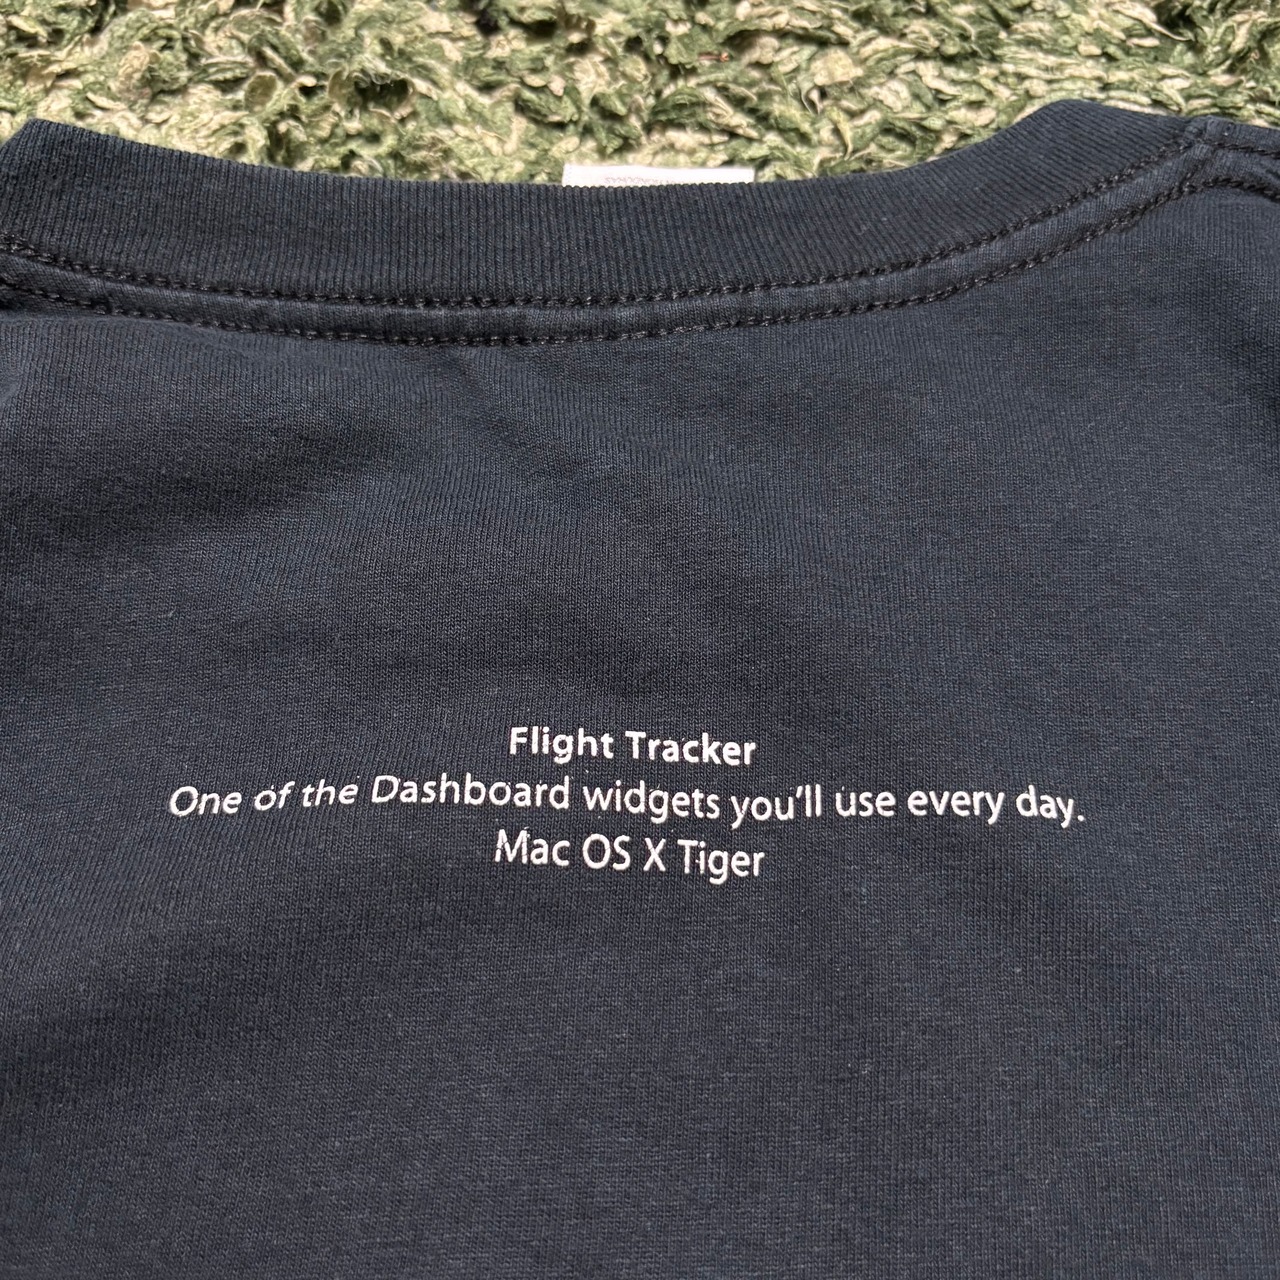 Flight Tracker
One of the Dashboard widgets you'll use every day.
Mac OS X Tiger